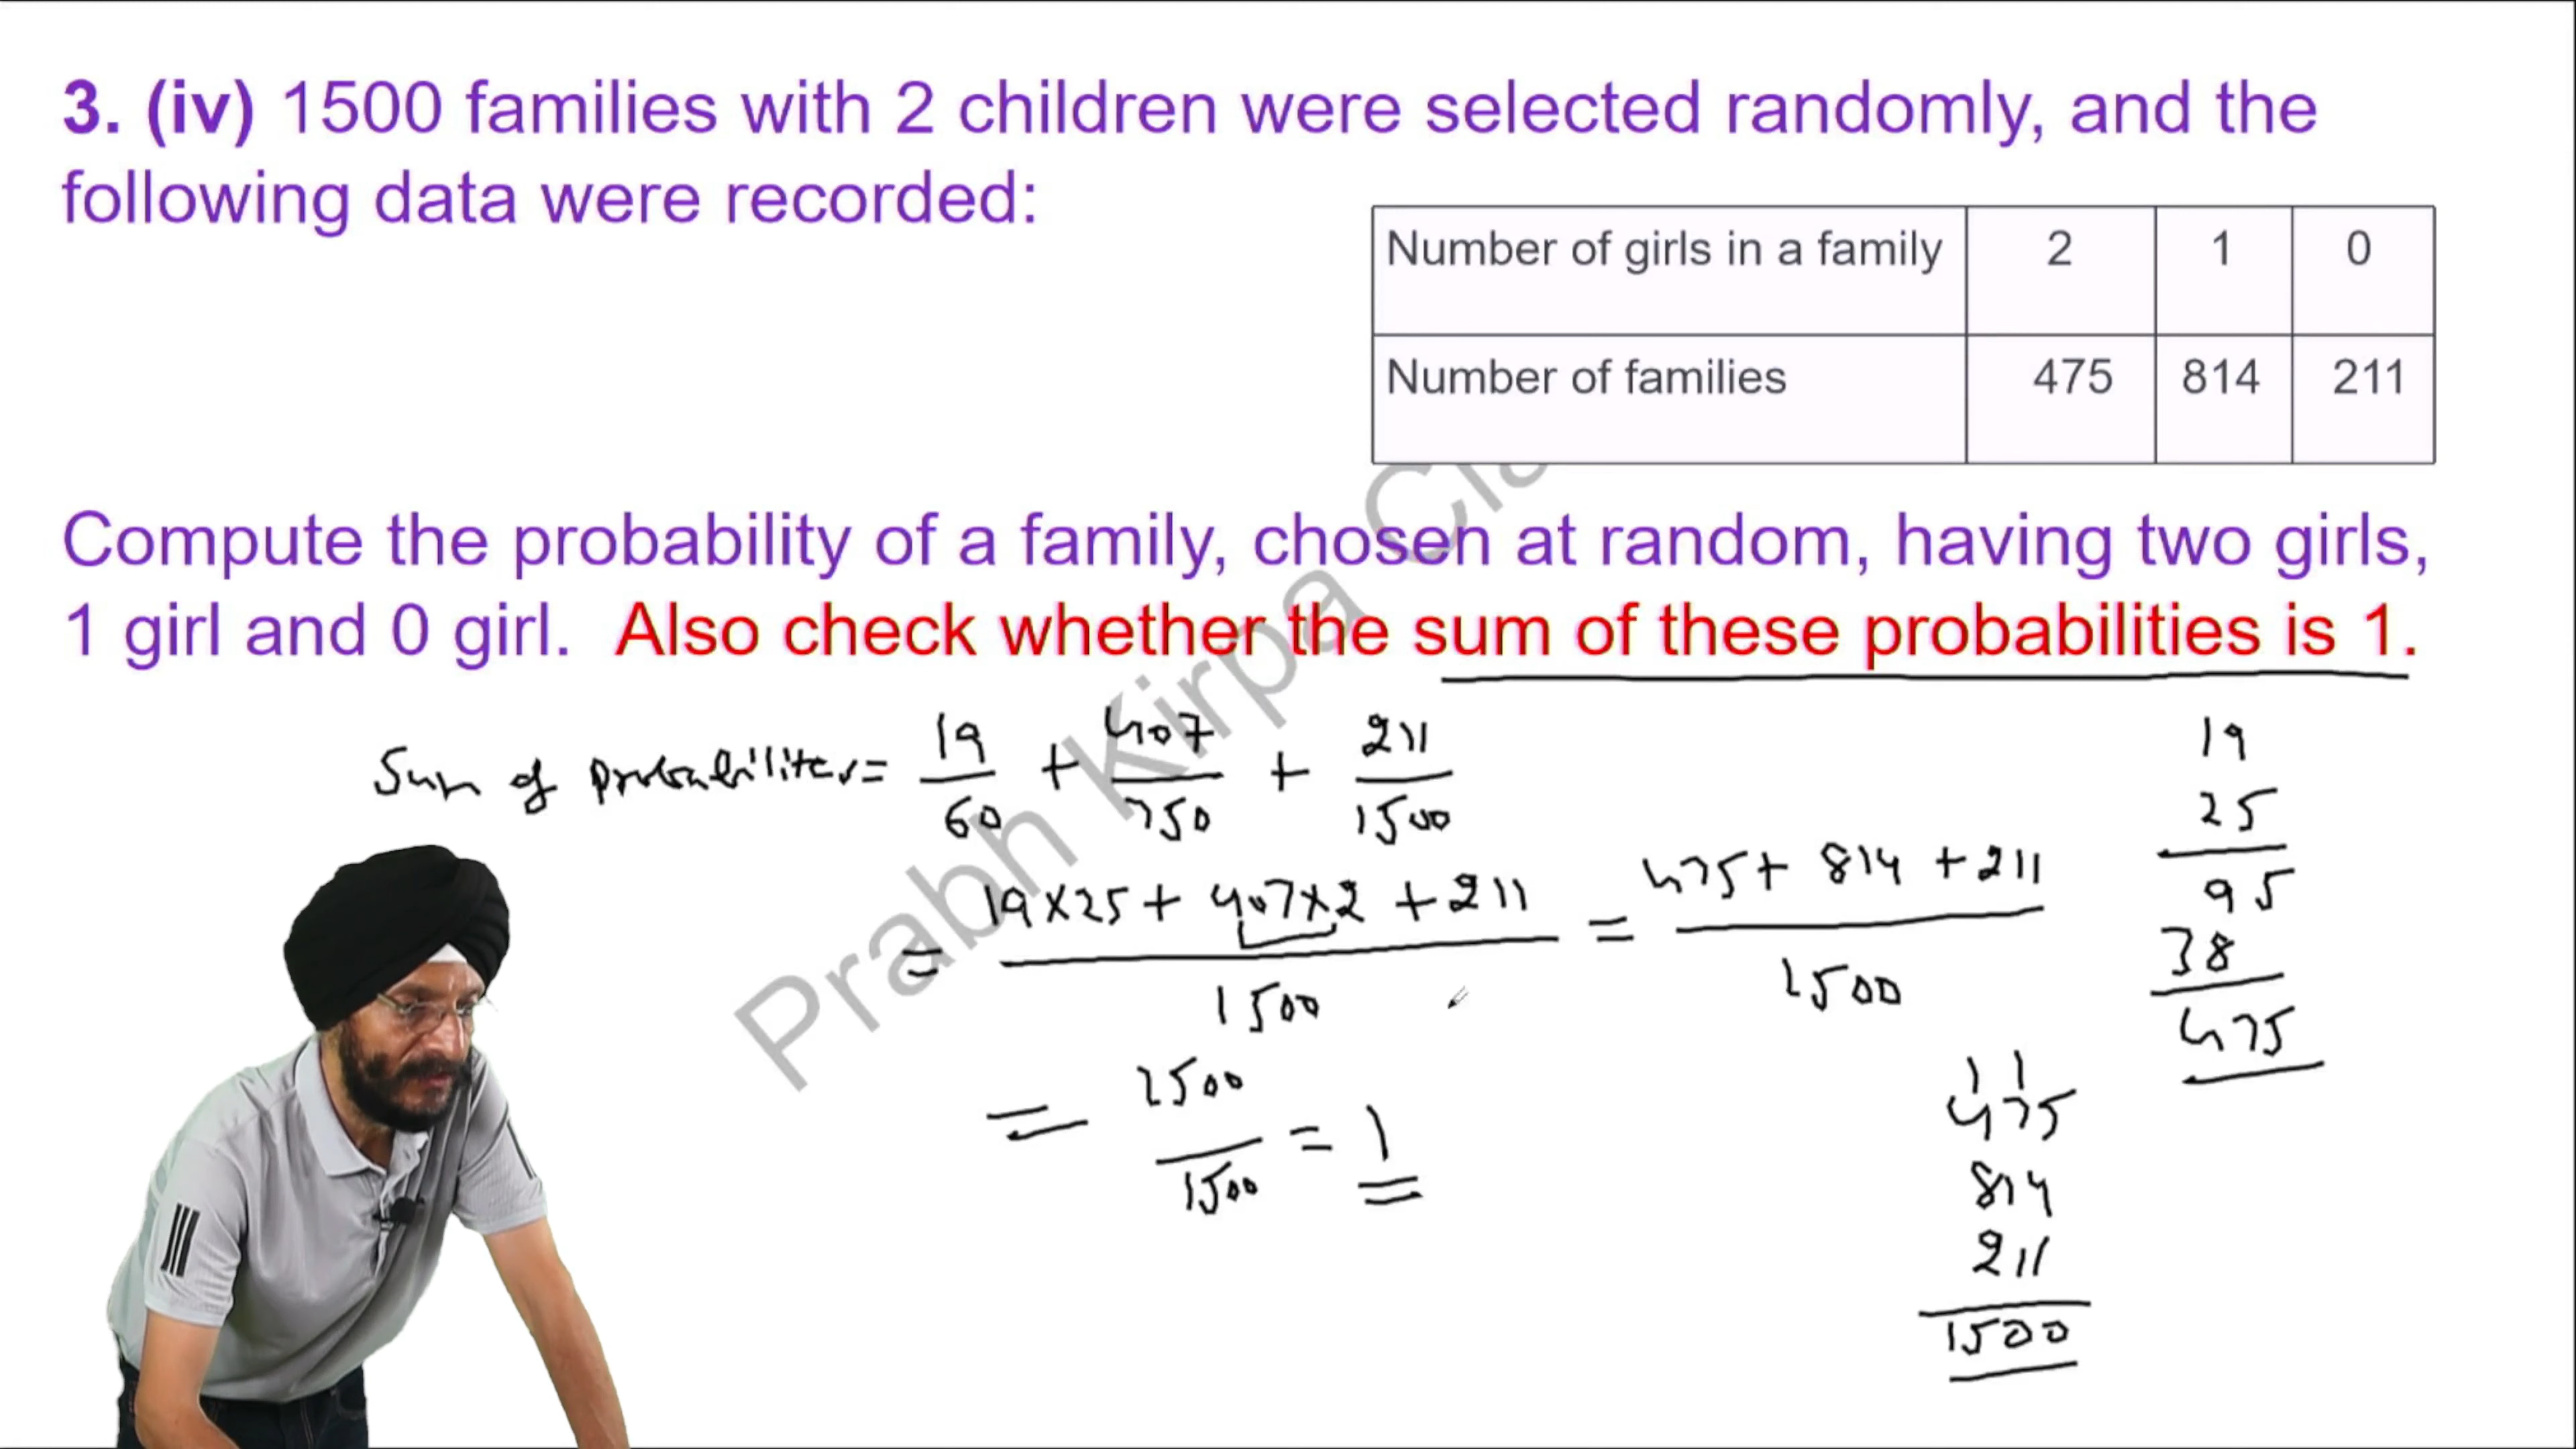 3. (iv) 1500 families with 2 children were selected randomly, and the
following data were recorded:
Number of girls in a family 2 1 0
Number of families 475 814 211
Compute the probability of a family, chosen at random, having two girls,
1 girl and 0 girl. Also check whether the sum of these probabilities is 1.
Sum of probabilities = 19/60 + 407/750 + 211/1500
= (19×25 + 407×2 + 211)/1500 = (475 + 814 + 211)/1500
= 1500/1500 = 1
19
25
95
38
475
1 1
475
814
211
1500
Prabh Kirpa